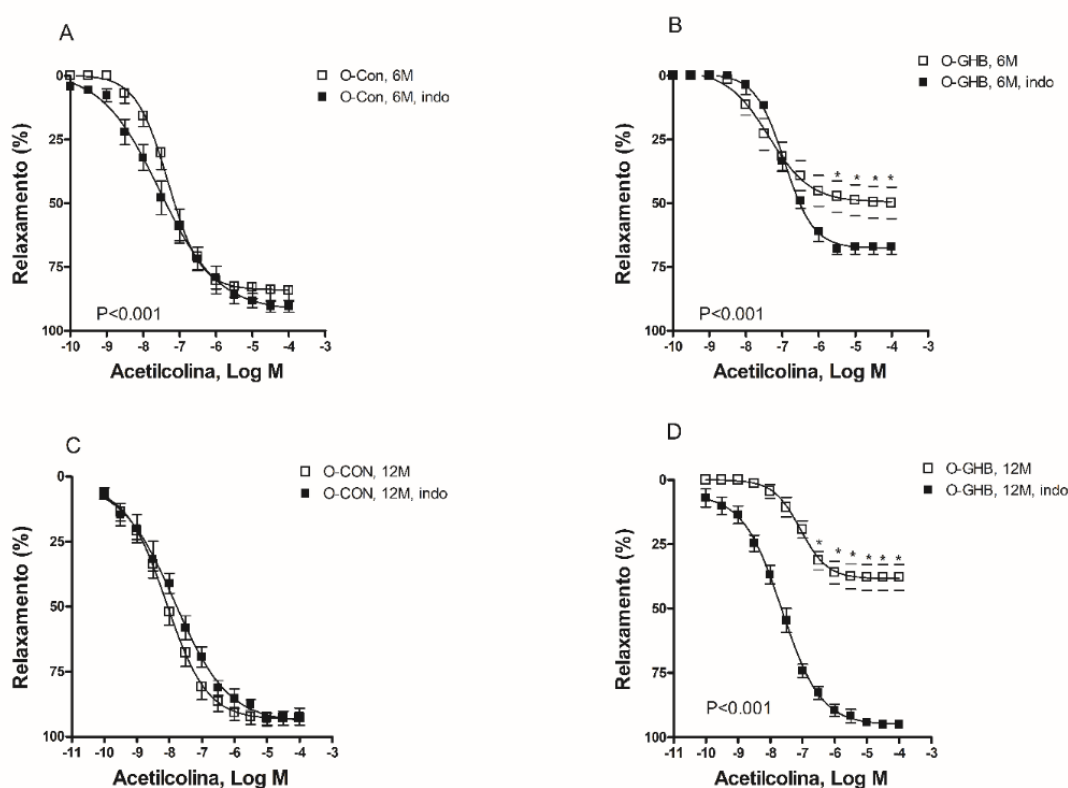 A
O-Con, 6M
O-Con, 6M, indo
0
25
50
75
100
Relaxamento (%)
P<0.001
-10 -9 -8 -7 -6 -5 -4 -3
Acetilcolina, Log M
B
O-GHB, 6M
O-GHB, 6M, indo
0
25
50
75
100
Relaxamento (%)
* * * *
P<0.001
-10 -9 -8 -7 -6 -5 -4 -3
Acetilcolina, Log M
C
O-CON, 12M
O-CON, 12M, indo
0
25
50
75
100
Relaxamento (%)
-11 -10 -9 -8 -7 -6 -5 -4 -3
Acetilcolina, Log M
D
O-GHB, 12M
O-GHB, 12M, indo
0
25
50
75
100
Relaxamento (%)
* * * * * *
P<0.001
-11 -10 -9 -8 -7 -6 -5 -4 -3
Acetilcolina, Log M